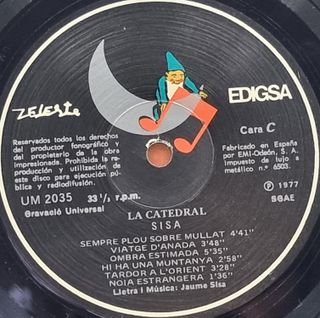 zeleste
EDIGSA
Reservados todos los derechos
del productor fonográfico y
del propietario de la obra
impresionada. Prohibida la re-
producción y utilización de
este disco para ejecución pú-
blica y radiodifusión.
Cara C
Fabricado en España
por EMI-Odeón, S. A.
Impuesto de lujo a
metálico n.º 6503.
UM 2035 33 1/3 r.p.m.
Gravació Universal
℗ 1977
SGAE
LA CATEDRAL
SISA
SEMPRE PLOU SOBRE MULLAT 4'41"
VIATGE D'ANADA 3'48"
OMBRA ESTIMADA 5'35"
HI HA UNA MUNTANYA 2'58"
TARDOR A L'ORIENT 3'28"
NOIA ESTRANGERA 1'36"
Lletra i Música: Jaume Sisa